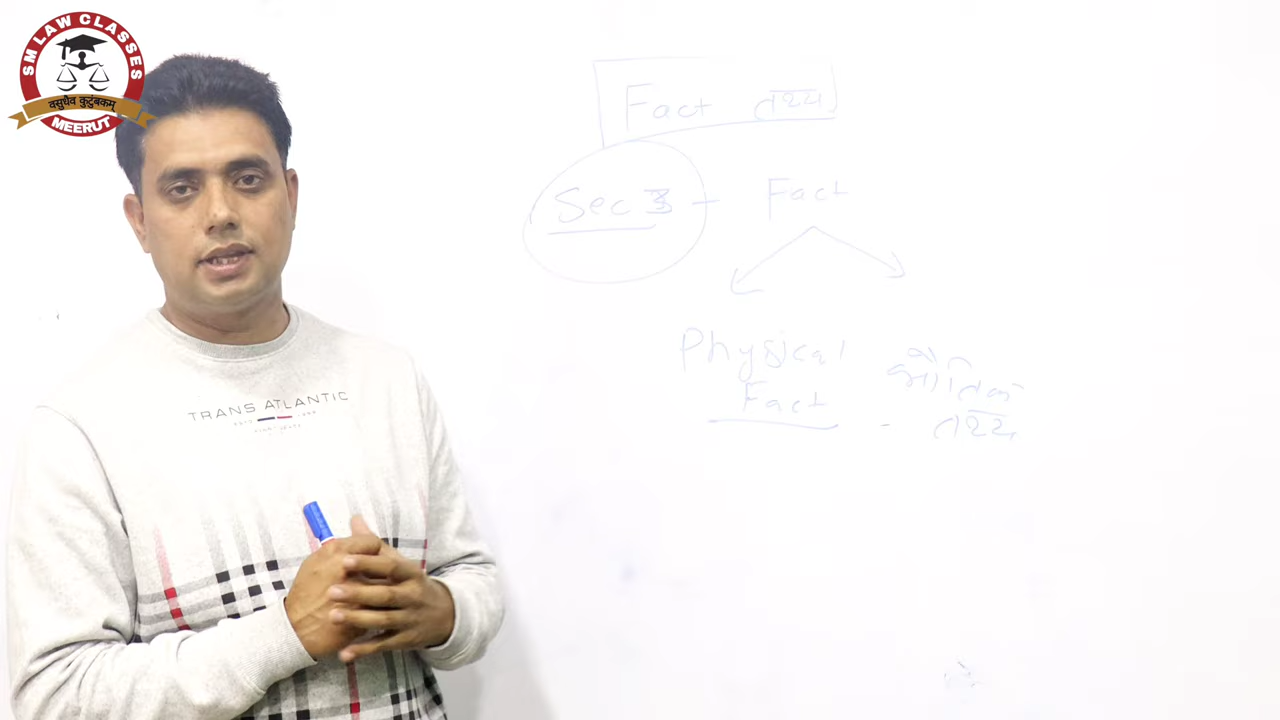 SM LAW CLASSES
वसुधैव कुटुंबकम्
MEERUT
Fact तथ्य
Sec 3 - Fact
Physical भौतिक
Fact - तथ्य
TRANS ATLANTIC